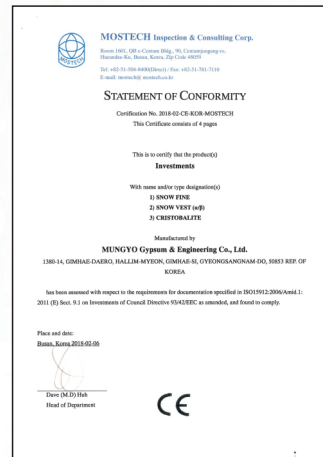 MOSTECH
MOSTECH Inspection & Consulting Corp.
Room 1601, QB e-Centum Bldg., 90, Centumjungang-ro,
Haeundae-Ku, Busan, Korea, Zip Code 48059
Tel: +82-51-504-8400(Direct) / Fax: +82-51-781-7110
E-mail: mostech@mostech.co.kr
STATEMENT OF CONFORMITY
Certification No. 2018-02-CE-KOR-MOSTECH
This Certificate consists of 4 pages
This is to certify that the product(s)
Investments
With name and/or type designation(s)
1) SNOW FINE
2) SNOW VEST (α/β)
3) CRISTOBALITE
Manufactured by
MUNGYO Gypsum & Engineering Co., Ltd.
1380-14, GIMHAE-DAERO, HALLIM-MYEON, GIMHAE-SI, GYEONGSANGNAM-DO, 50853 REP. OF
KOREA
has been assessed with respect to the requirements for documentation specified in ISO15912:2006/Amid.1:
2011 (E) Sect. 9.1 on Investments of Council Directive 93/42/EEC as amended, and found to comply.
Place and date:
Busan, Korea 2018-02-06
Dave (M.D) Huh
Head of Department
CE